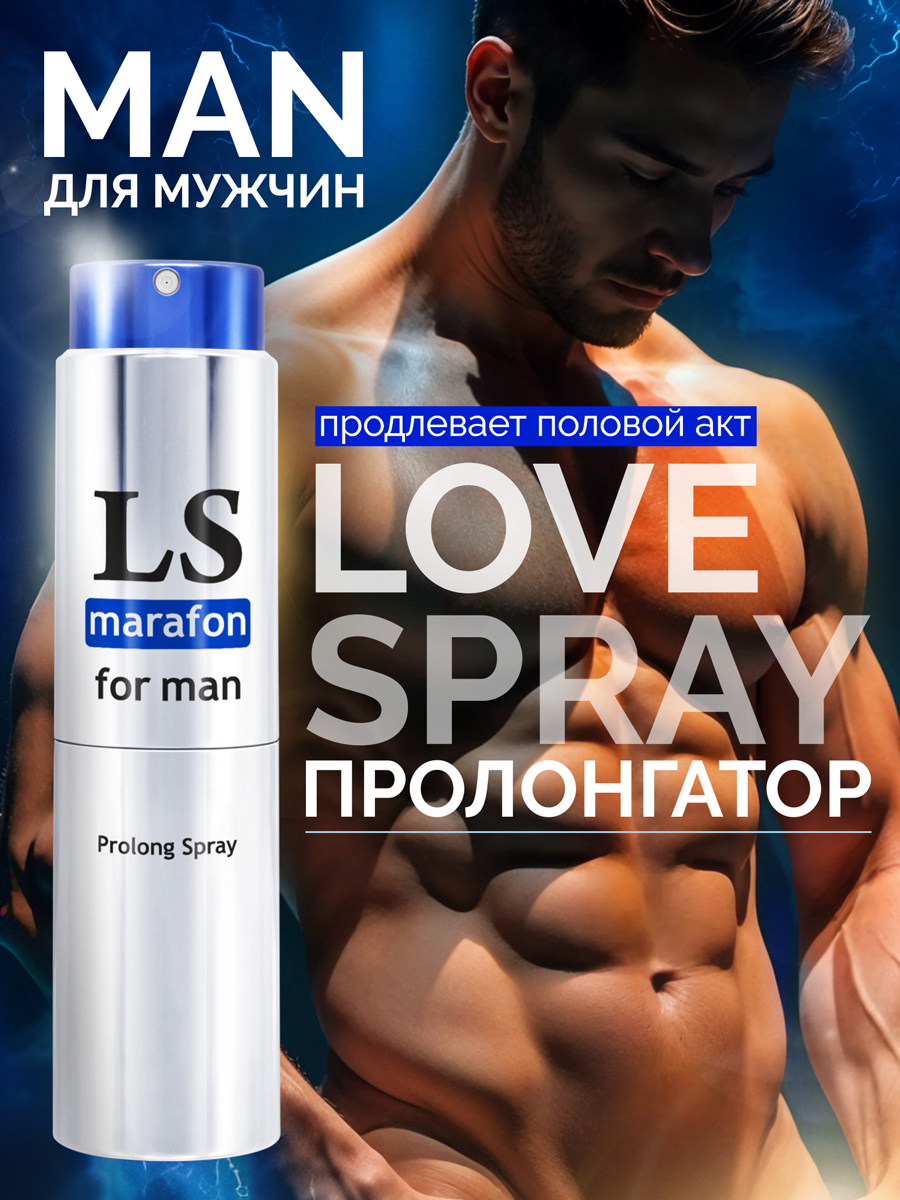 MAN
ДЛЯ МУЖЧИН
продлевает половой акт
LOVE
SPRAY
ПРОЛОНГАТОР
LS
marafon
for man
Prolong Spray